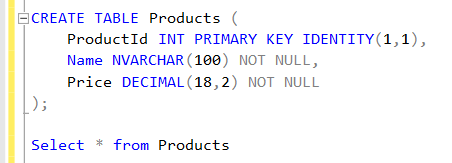 CREATE TABLE Products (
ProductId INT PRIMARY KEY IDENTITY(1,1),
Name NVARCHAR(100) NOT NULL,
Price DECIMAL(18,2) NOT NULL
);
Select * from Products